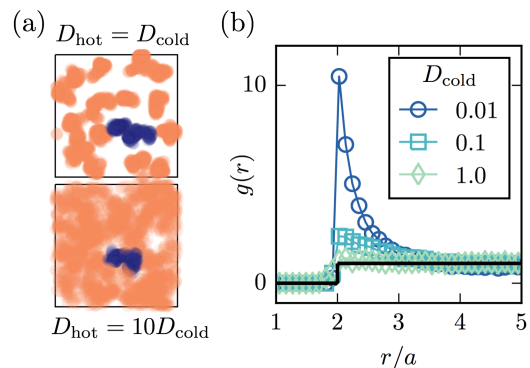 (a)
D_hot = D_cold
D_hot = 10D_cold
(b)
g(r)
10
0
D_cold
0.01
0.1
1.0
1 2 3 4 5
r/a